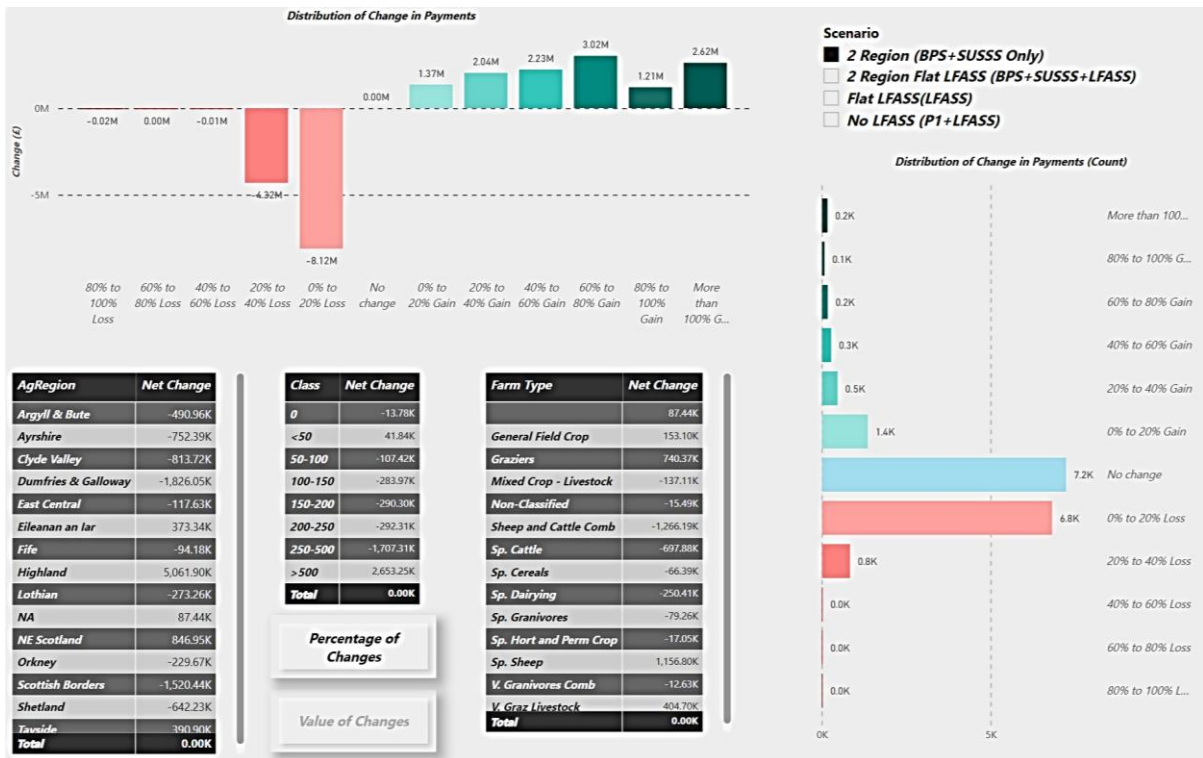 Distribution of Change in Payments
Change (£)
0M
-5M
-0.02M
0.00M
-0.01M
-4.32M
-8.12M
0.00M
1.37M
2.04M
2.23M
3.02M
1.21M
2.62M
80% to 100% Loss
60% to 80% Loss
40% to 60% Loss
20% to 40% Loss
0% to 20% Loss
No change
0% to 20% Gain
20% to 40% Gain
40% to 60% Gain
60% to 80% Gain
80% to 100% Gain
More than 100% G...
Scenario
2 Region (BPS+SUSSS Only)
2 Region Flat LFASS (BPS+SUSSS+LFASS)
Flat LFASS(LFASS)
No LFASS (P1+LFASS)
Distribution of Change in Payments (Count)
0.2K More than 100...
0.1K 80% to 100% G...
0.2K 60% to 80% Gain
0.3K 40% to 60% Gain
0.5K 20% to 40% Gain
1.4K 0% to 20% Gain
7.2K No change
6.8K 0% to 20% Loss
0.8K 20% to 40% Loss
0.0K 40% to 60% Loss
0.0K 60% to 80% Loss
0.0K 80% to 100% L...
0K 5K
AgRegion Net Change
Argyll & Bute -490.96K
Ayrshire -752.39K
Clyde Valley -813.72K
Dumfries & Galloway -1,826.05K
East Central -117.63K
Eileanan an Iar 373.34K
Fife -94.18K
Highland 5,061.90K
Lothian -273.26K
NA 87.44K
NE Scotland 846.95K
Orkney -229.67K
Scottish Borders -1,520.44K
Shetland -642.23K
Tayside 390.90K
Total 0.00K
Class Net Change
0 -13.78K
<50 41.84K
50-100 -107.42K
100-150 -283.97K
150-200 -290.30K
200-250 -292.31K
250-500 -1,707.31K
>500 2,653.25K
Total 0.00K
Percentage of
Changes
Value of Changes
Farm Type Net Change
87.44K
General Field Crop 153.10K
Graziers 740.37K
Mixed Crop - Livestock -137.11K
Non-Classified -15.49K
Sheep and Cattle Comb -1,266.19K
Sp. Cattle -697.88K
Sp. Cereals -66.39K
Sp. Dairying -250.41K
Sp. Granivores -79.26K
Sp. Hort and Perm Crop -17.05K
Sp. Sheep 1,156.80K
V. Granivores Comb -12.63K
V. Graz Livestock 404.70K
Total 0.00K